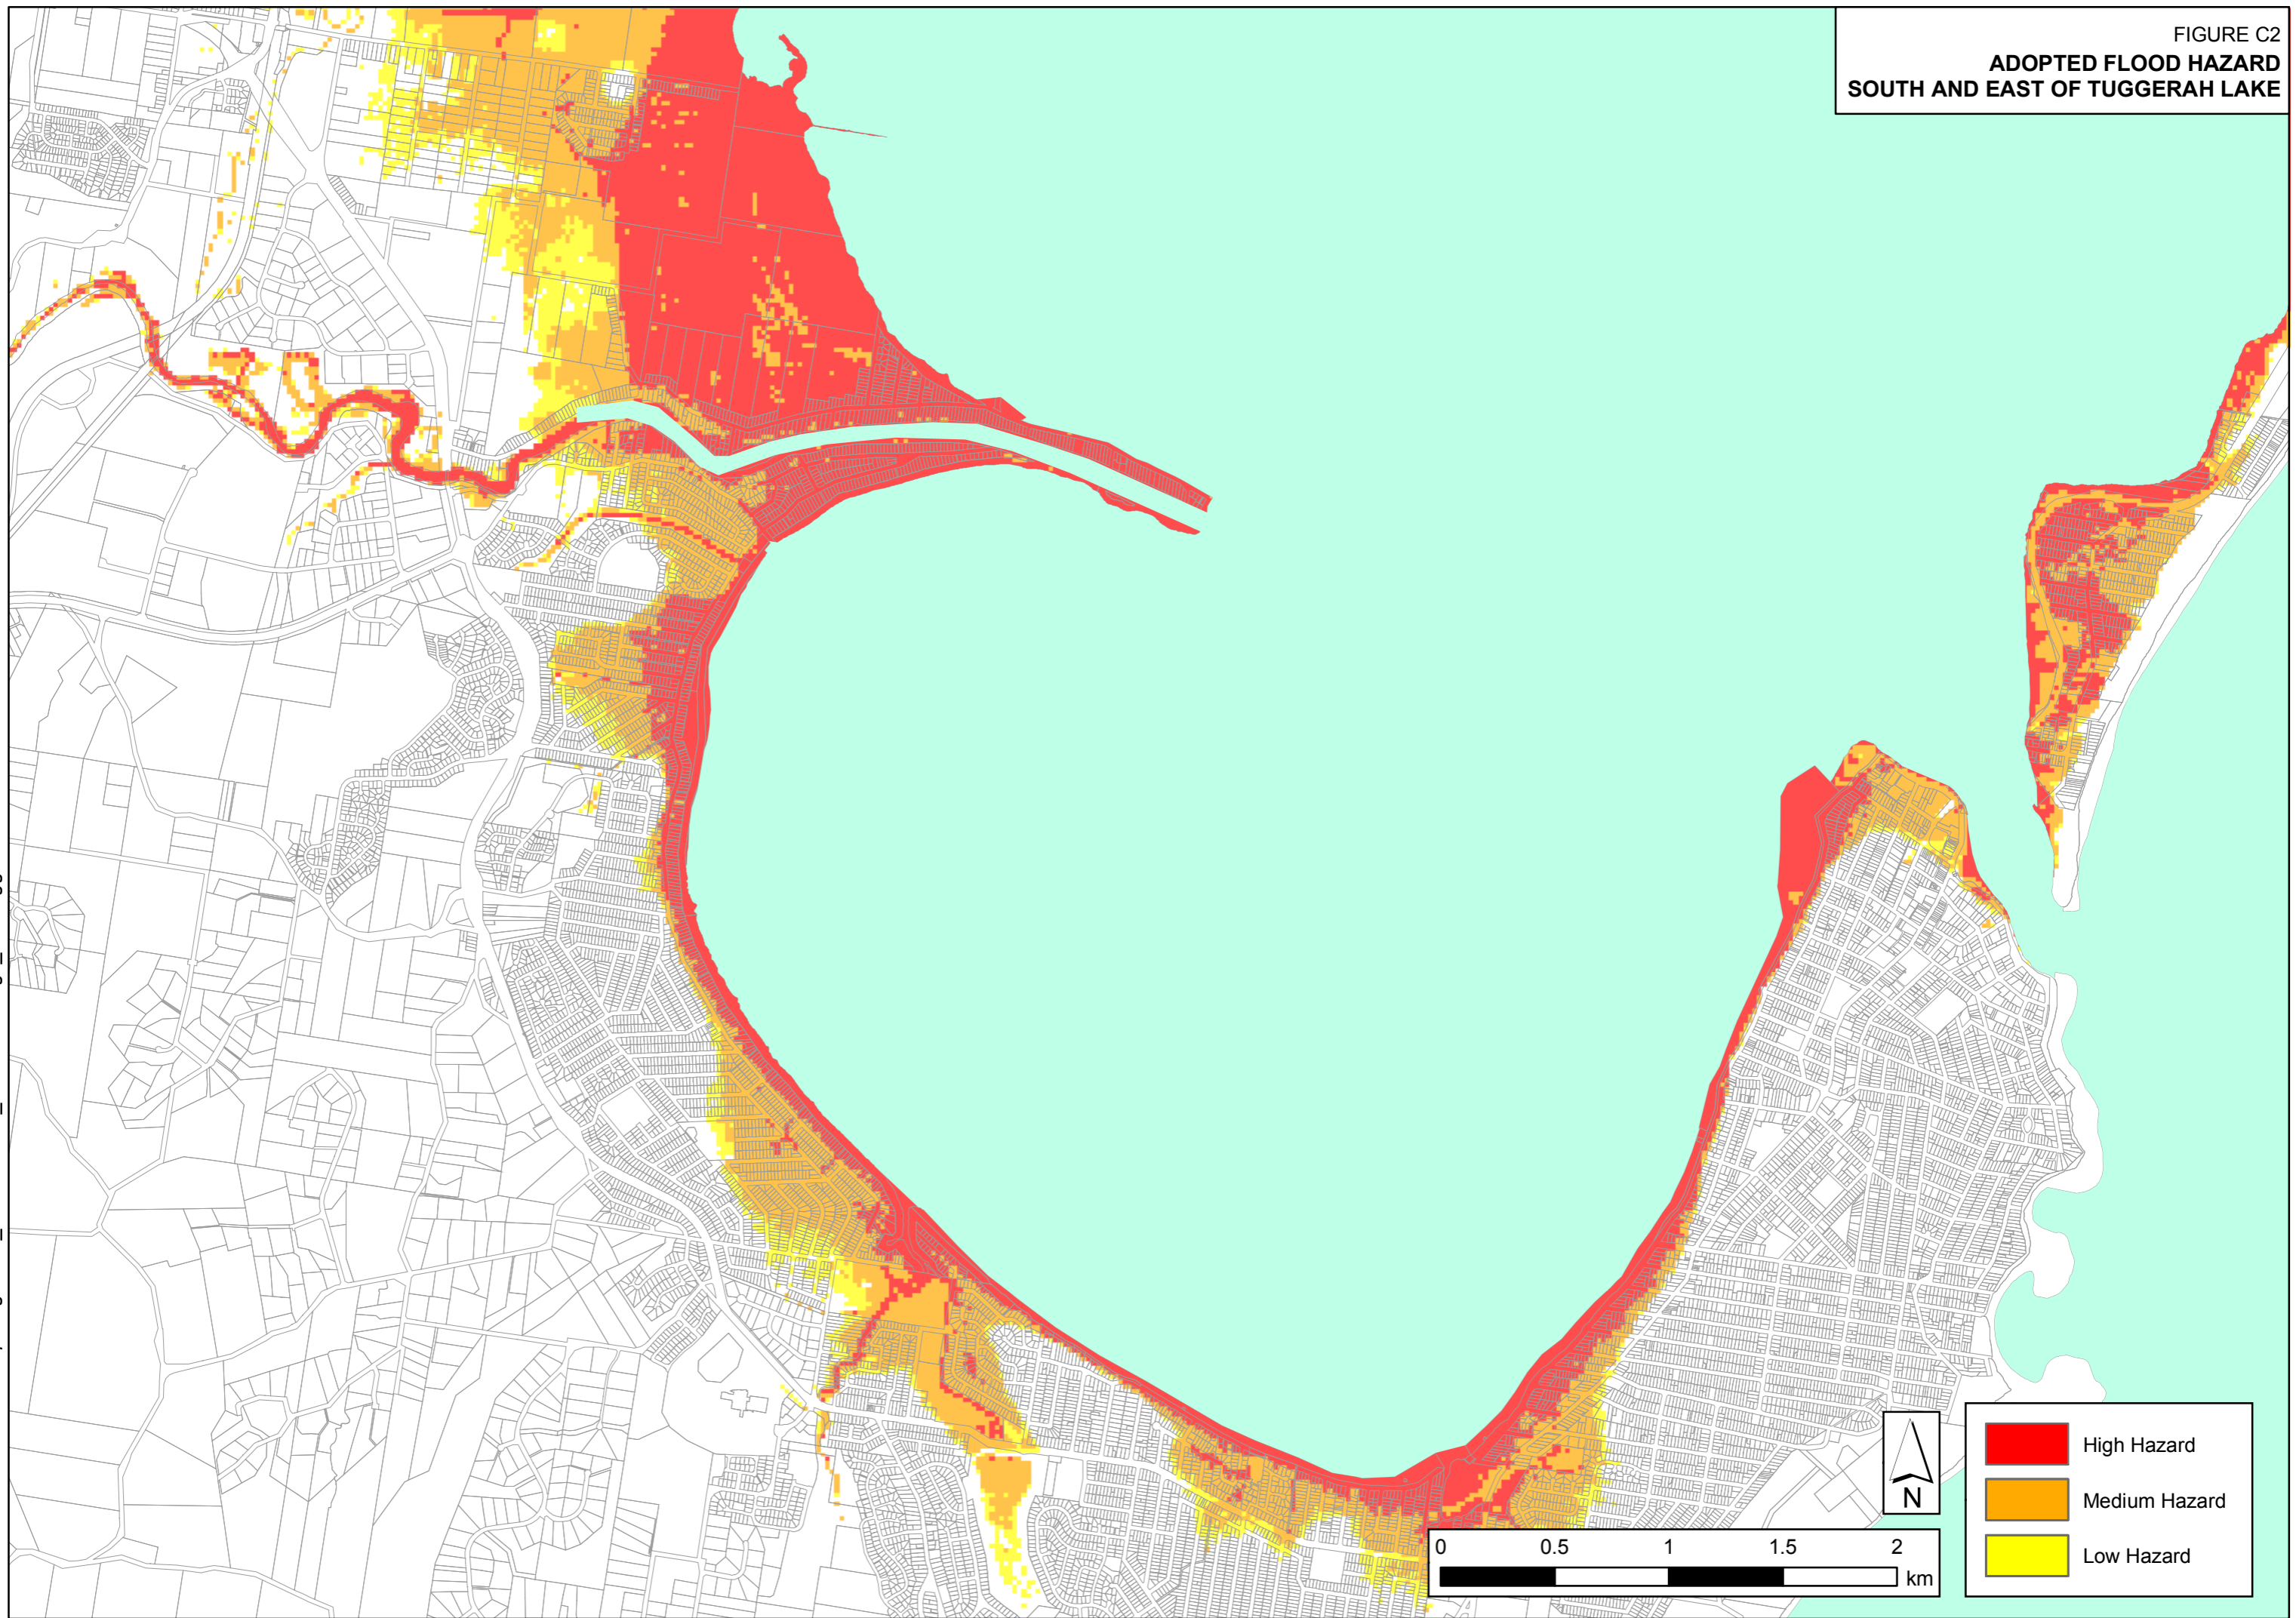 FIGURE C2
ADOPTED FLOOD HAZARD
SOUTH AND EAST OF TUGGERAH LAKE
High Hazard
Medium Hazard
Low Hazard
N
0 0.5 1 1.5 2
km